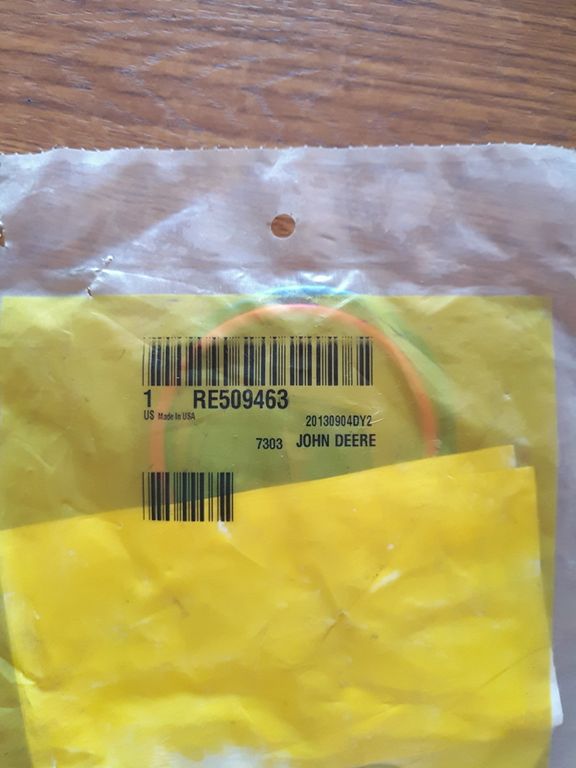 1 RE509463
US Made In USA
20130904DY2
7303 JOHN DEERE